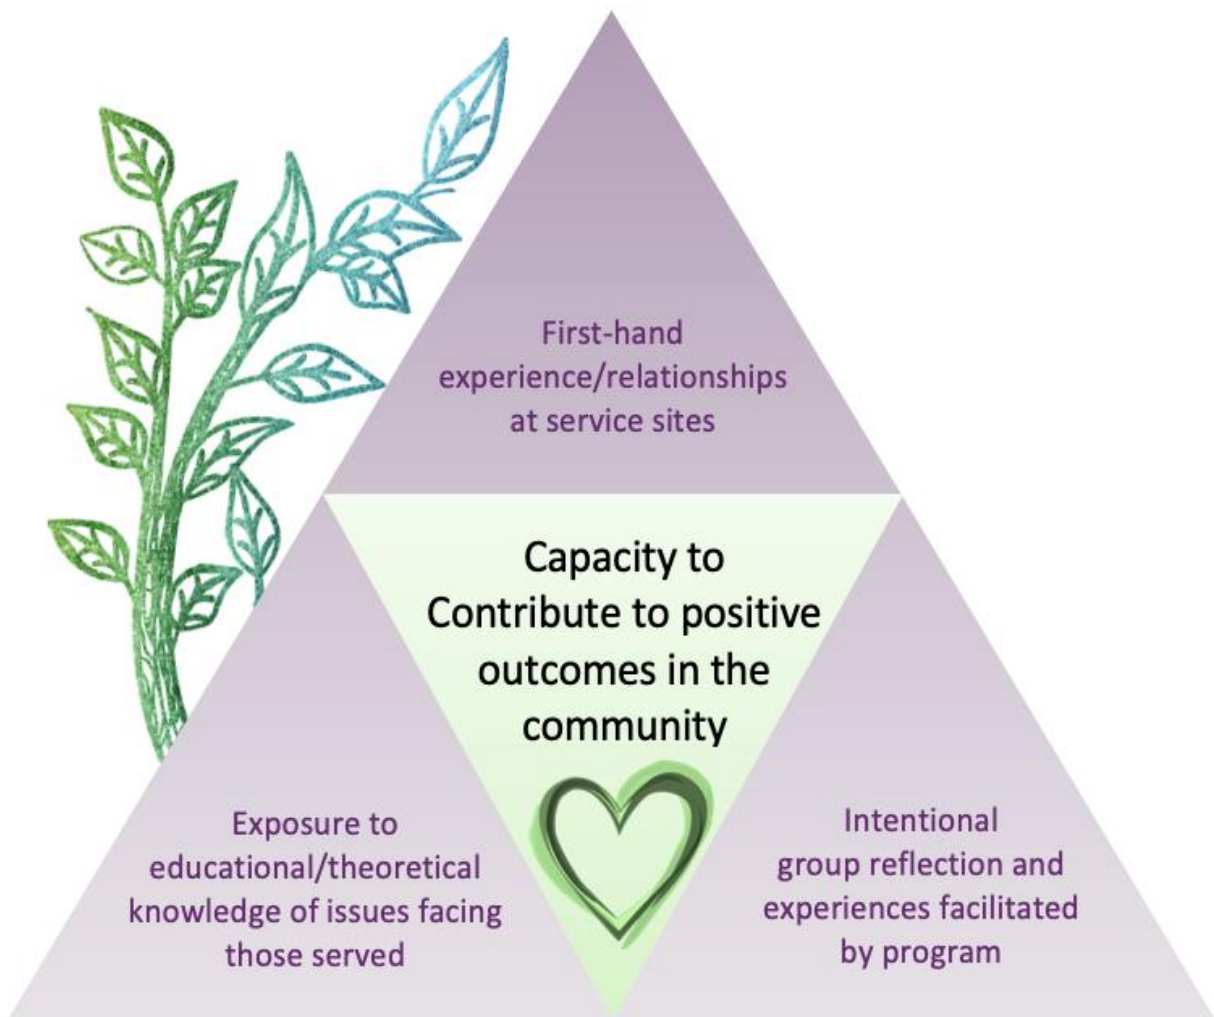 First-hand
experience/relationships
at service sites
Capacity to
Contribute to positive
outcomes in the
community
Exposure to
educational/theoretical
knowledge of issues facing
those served
Intentional
group reflection and
experiences facilitated
by program